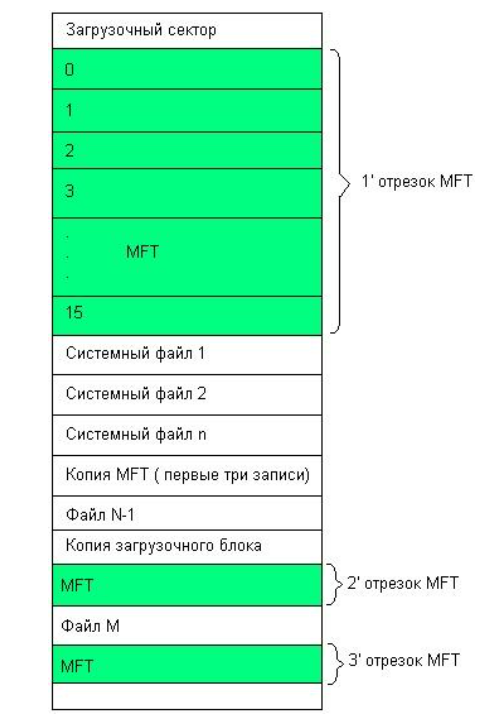 Загрузочный сектор
0
1
2
3
1' отрезок MFT
.
. MFT
.
15
Системный файл 1
Системный файл 2
Системный файл n
Копия MFT ( первые три записи)
Файл N-1
Копия загрузочного блока
MFT
2' отрезок MFT
Файл M
MFT
3' отрезок MFT